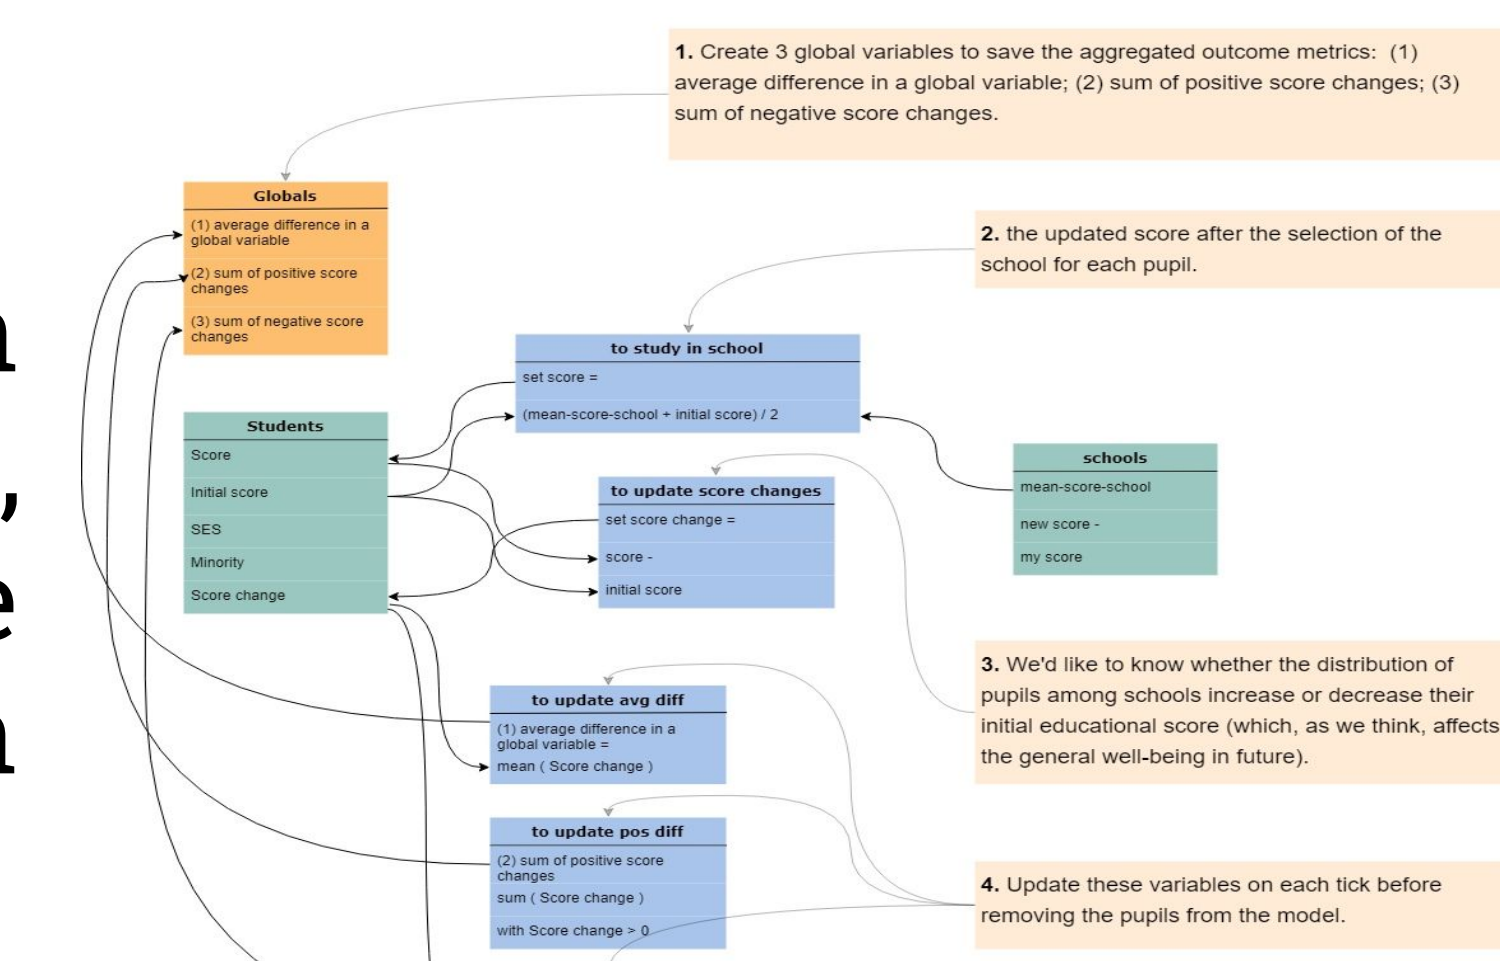 1. Create 3 global variables to save the aggregated outcome metrics:  (1)
average difference in a global variable; (2) sum of positive score changes; (3)
sum of negative score changes.
Globals
(1) average difference in a
global variable
(2) sum of positive score
changes
(3) sum of negative score
changes
2. the updated score after the selection of the
school for each pupil.
to study in school
set score =
(mean-score-school + initial score) / 2
Students
Score
Initial score
SES
Minority
Score change
schools
mean-score-school
new score -
my score
to update score changes
set score change =
score -
initial score
3. We'd like to know whether the distribution of
pupils among schools increase or decrease their
initial educational score (which, as we think, affects
the general well-being in future).
to update avg diff
(1) average difference in a
global variable =
mean ( Score change )
to update pos diff
(2) sum of positive score
changes
sum ( Score change )
with Score change > 0
4. Update these variables on each tick before
removing the pupils from the model.